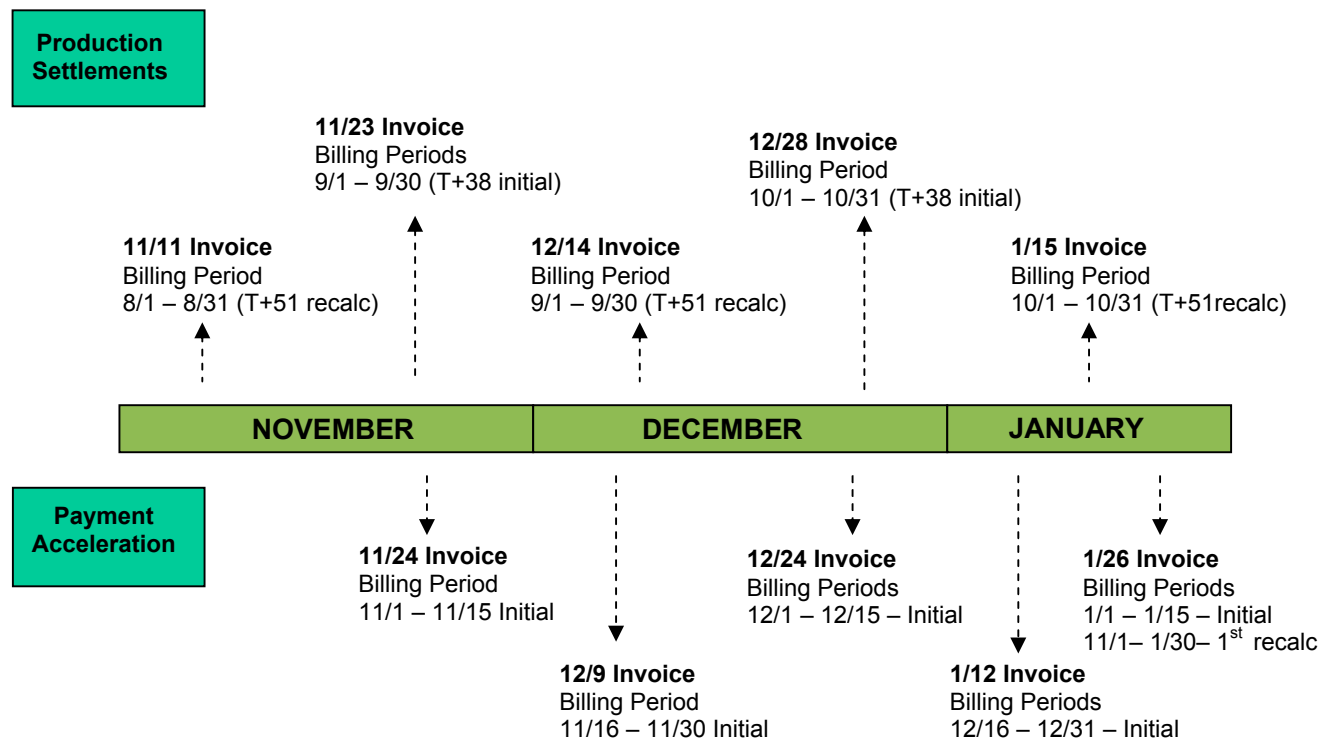 Production
Settlements
11/23 Invoice
Billing Periods
9/1 – 9/30 (T+38 initial)
12/28 Invoice
Billing Period
10/1 – 10/31 (T+38 initial)
11/11 Invoice
Billing Period
8/1 – 8/31 (T+51 recalc)
12/14 Invoice
Billing Period
9/1 – 9/30 (T+51 recalc)
1/15 Invoice
Billing Period
10/1 – 10/31 (T+51recalc)
NOVEMBER
DECEMBER
JANUARY
Payment
Acceleration
11/24 Invoice
Billing Period
11/1 – 11/15 Initial
12/24 Invoice
Billing Periods
12/1 – 12/15 – Initial
1/26 Invoice
Billing Periods
1/1 – 1/15 – Initial
11/1– 1/30– 1st recalc
12/9 Invoice
Billing Period
11/16 – 11/30 Initial
1/12 Invoice
Billing Periods
12/16 – 12/31 – Initial